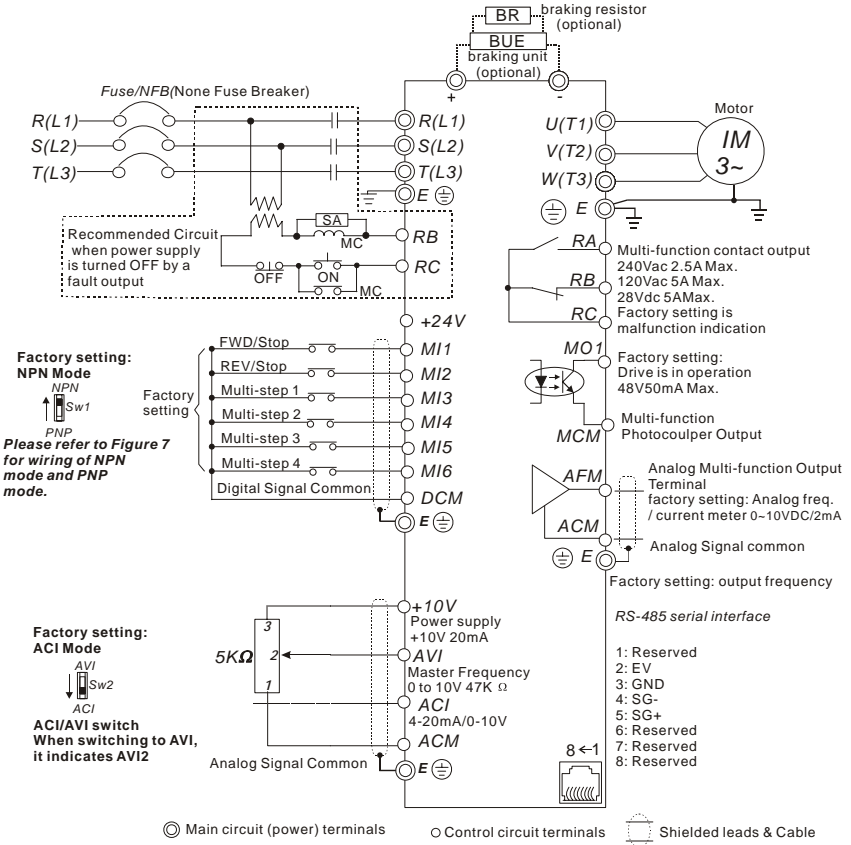 BR
braking resistor
(optional)
BUE
braking unit
(optional)
+
-
Fuse/NFB(None Fuse Breaker)
R(L1)
S(L2)
T(L3)
R(L1)
S(L2)
T(L3)
E
Recommended Circuit
when power supply
is turned OFF by a
fault output
SA
MC
OFF
ON
MC
RB
RC
U(T1)
V(T2)
W(T3)
E
Motor
IM
3~
RA
RB
RC
Multi-function contact output
240Vac 2.5A Max.
120Vac 5A Max.
28Vdc 5AMax.
Factory setting is
malfunction indication
+24V
Factory setting:
NPN Mode
NPN
Sw1
PNP
Please refer to Figure 7
for wiring of NPN
mode and PNP
mode.
Factory
setting
FWD/Stop
REV/Stop
Multi-step 1
Multi-step 2
Multi-step 3
Multi-step 4
Digital Signal Common
MI1
MI2
MI3
MI4
MI5
MI6
DCM
E
MO1
Factory setting:
Drive is in operation
48V50mA Max.
MCM
Multi-function
Photocoulper Output
AFM
Analog Multi-function Output
Terminal
factory setting: Analog freq.
/ current meter 0~10VDC/2mA
ACM
Analog Signal common
E
Factory setting: output frequency
Factory setting:
ACI Mode
AVI
Sw2
ACI
ACI/AVI switch
When switching to AVI,
it indicates AVI2
5KΩ
3
2
1
Analog Signal Common
+10V
Power supply
+10V 20mA
AVI
Master Frequency
0 to 10V 47K Ω
ACI
4-20mA/0-10V
ACM
E
RS-485 serial interface
1: Reserved
2: EV
3: GND
4: SG-
5: SG+
6: Reserved
7: Reserved
8: Reserved
8←1
Main circuit (power) terminals
Control circuit terminals
Shielded leads & Cable